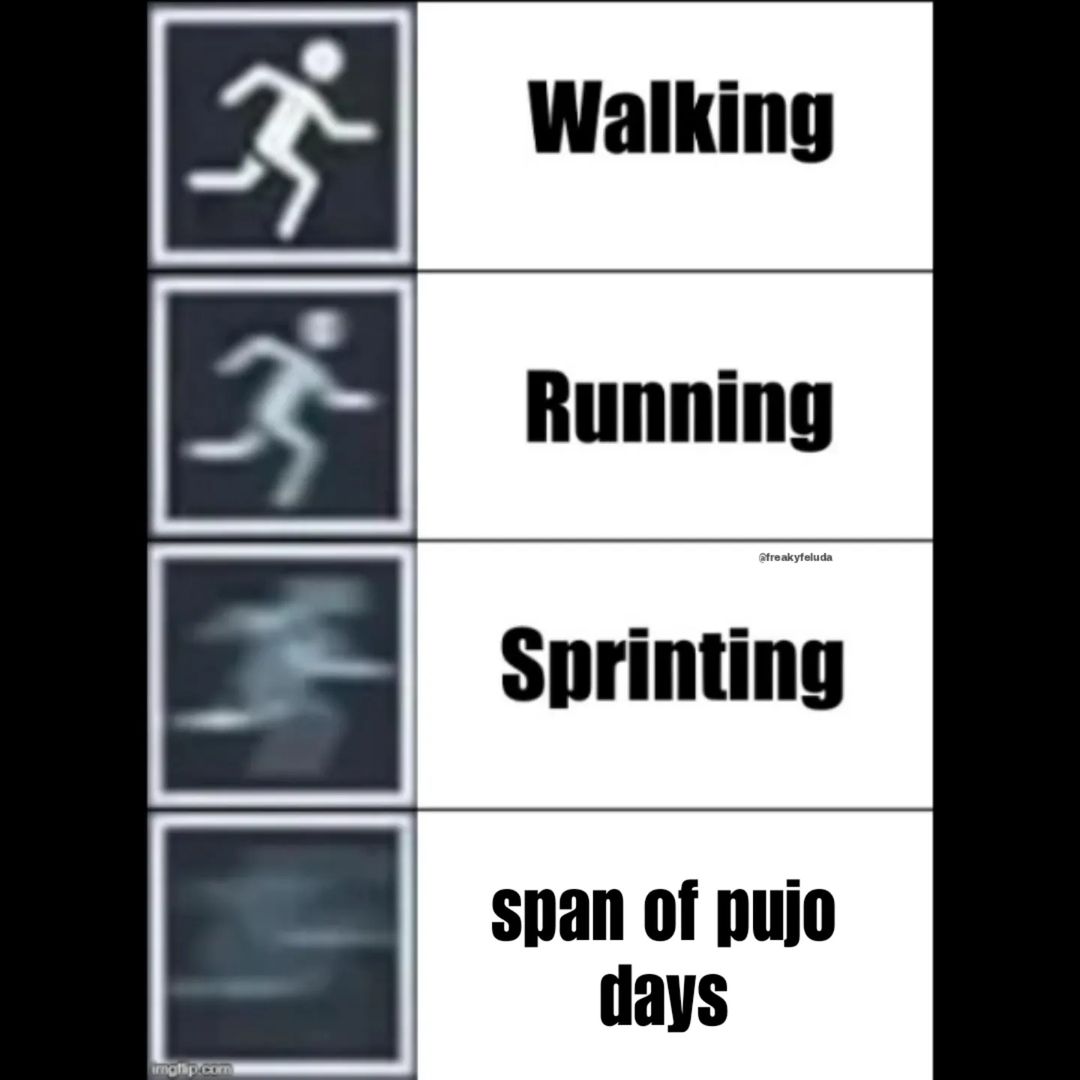 Walking
Running
@freakyfeluda
Sprinting
span of pujo
days
imgflip.com